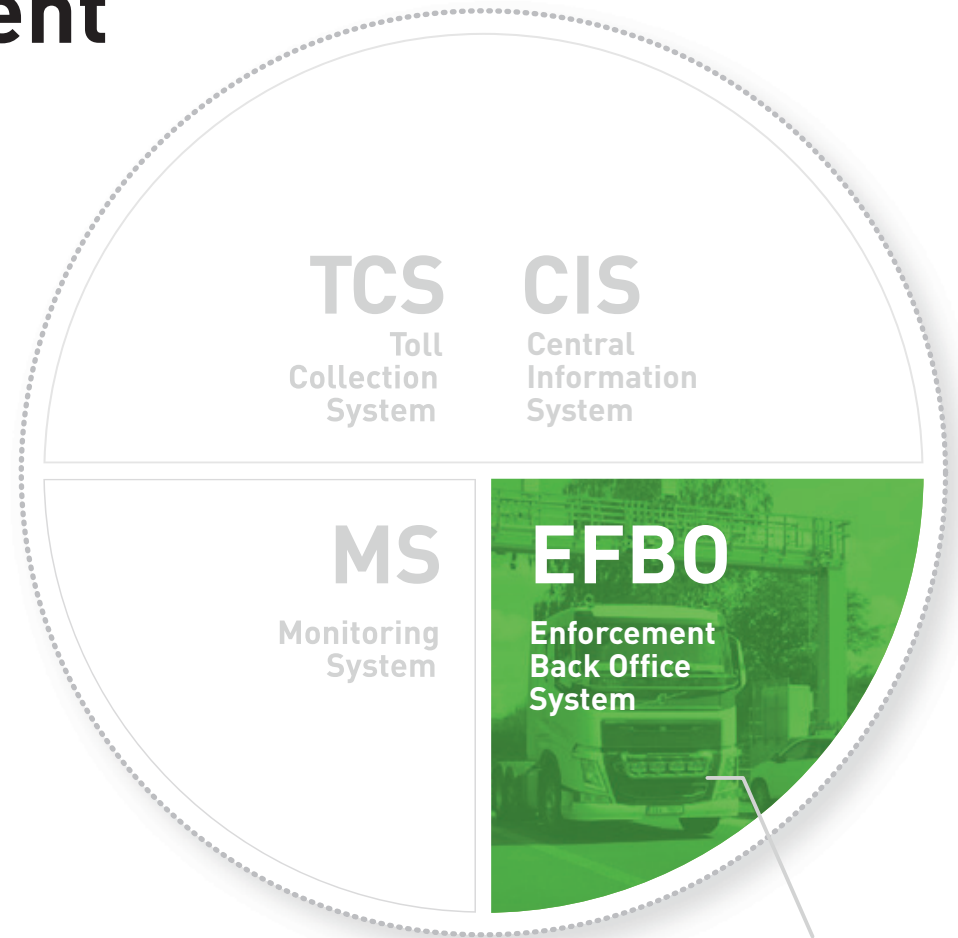 ent
TCS
Toll
Collection
System
CIS
Central
Information
System
MS
Monitoring
System
EFBO
Enforcement
Back Office
System